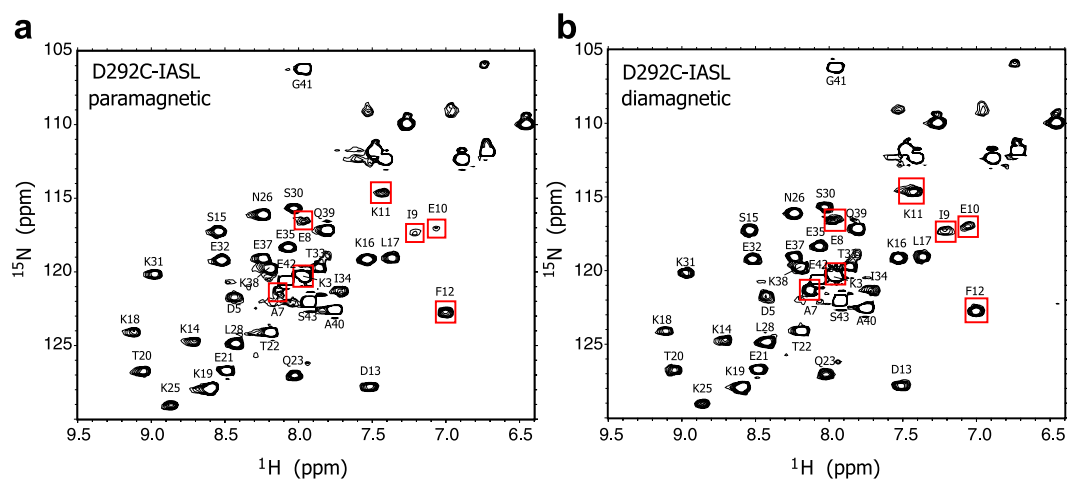 a
D292C-IASL
paramagnetic
105
110
115
120
125
15N (ppm)
9.5
9.0
8.5
8.0
7.5
7.0
6.5
1H (ppm)
G41
N26
S30
K11
I9
E10
S15
Q39
E8
E35
E32
E37
E42
T33
K16
L17
K31
K38
K3
I34
D5
A7
S43
A40
F12
K18
K14
L28
T22
T20
E21
K19
Q23
D13
K25
b
D292C-IASL
diamagnetic
105
110
115
120
125
15N (ppm)
9.5
9.0
8.5
8.0
7.5
7.0
6.5
1H (ppm)
G41
N26
S30
K11
I9
E10
S15
Q39
E8
E35
E32
E37
E42
T33
K16
L17
K31
K38
K3
I34
D5
A7
S43
A40
F12
K18
K14
L28
T22
T20
E21
K19
Q23
D13
K25